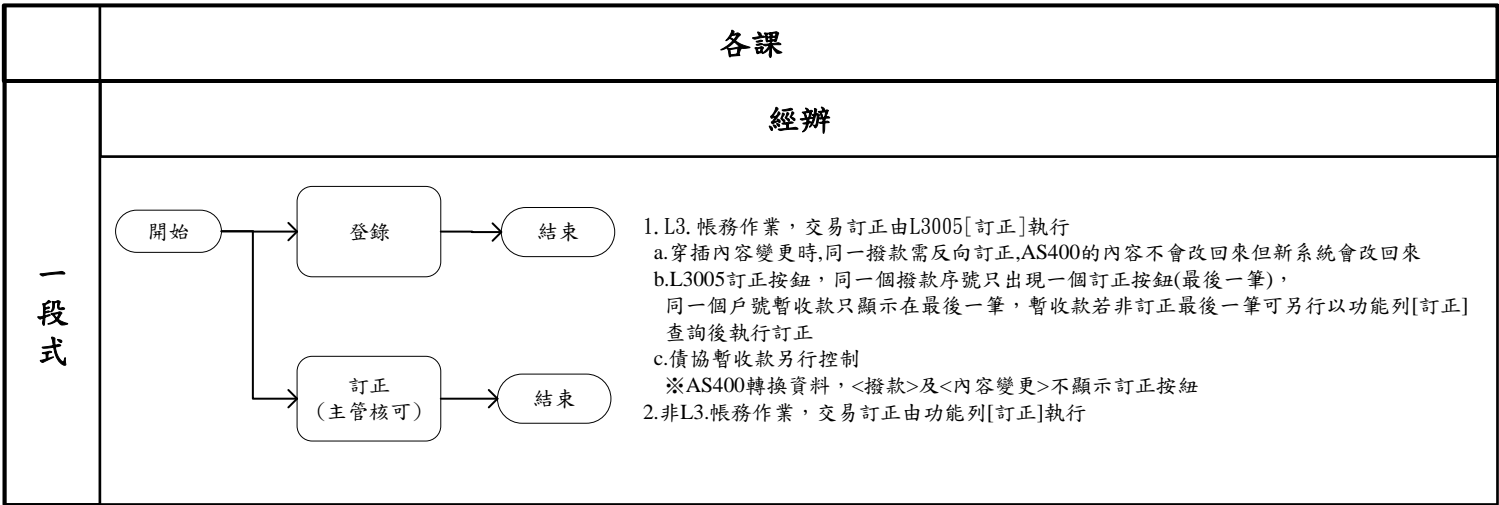 各課
經辦
一段式
開始
登錄
結束
訂正
(主管核可)
結束
1. L3. 帳務作業，交易訂正由L3005[訂正]執行
a.穿插內容變更時,同一撥款需反向訂正,AS400的內容不會改回來但新系統會改回來
b.L3005訂正按鈕，同一個撥款序號只出現一個訂正按鈕(最後一筆)，
同一個戶號暫收款只顯示在最後一筆，暫收款若非訂正最後一筆可另行以功能列[訂正]
查詢後執行訂正
c.債協暫收款另行控制
※AS400轉換資料，<撥款>及<內容變更>不顯示訂正按紐
2.非L3.帳務作業，交易訂正由功能列[訂正]執行